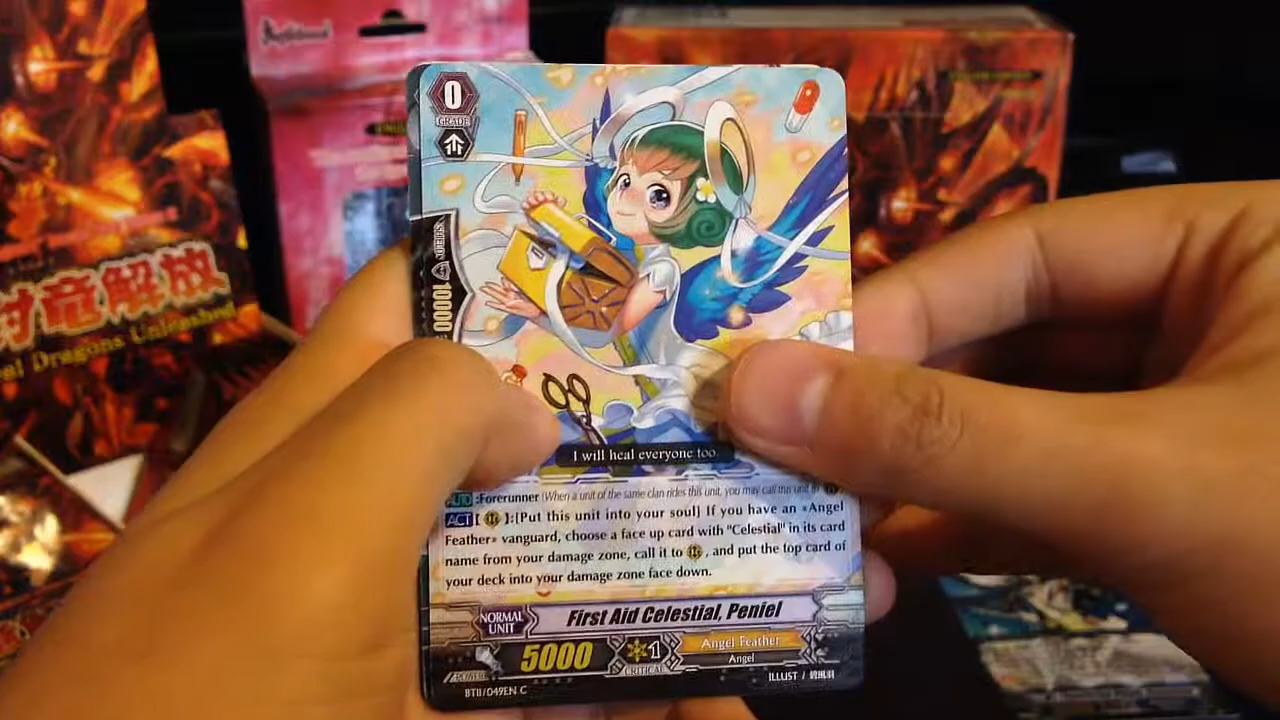 0
GRADE
SHIELD
10000
封竜解放
Dragons Unleashed
I will heal everyone too.
AUTO :Forerunner (When a unit of the same clan rides this unit, you may call this unit to
ACT [ ]:[Put this unit into your soul] If you have an «Angel
Feather» vanguard, choose a face up card with "Celestial" in its card
name from your damage zone, call it to , and put the top card of
your deck into your damage zone face down.
NORMAL
UNIT
First Aid Celestial, Peniel
POWER
5000
1
CRITICAL
Angel Feather
Angel
BT11/049EN C
ILLUST /